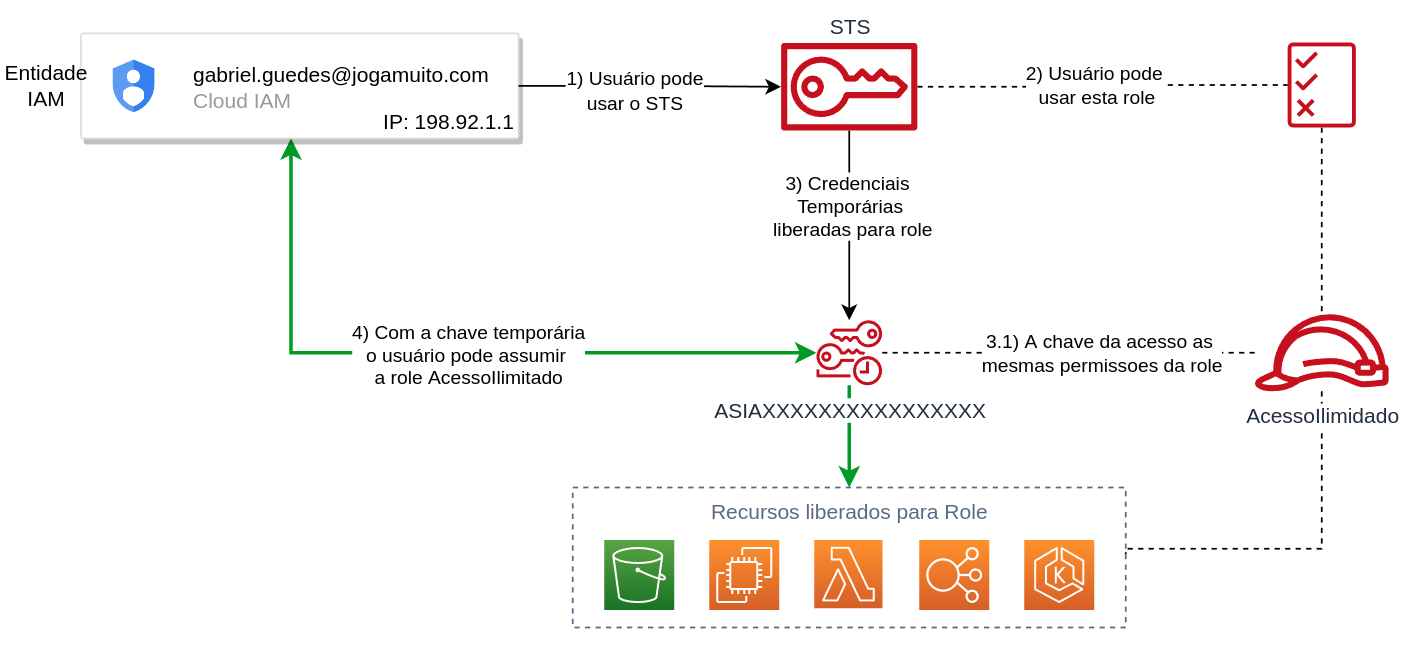 STS
Entidade
IAM
gabriel.guedes@jogamuito.com
Cloud IAM
IP: 198.92.1.1
1) Usuário pode
usar o STS
2) Usuário pode
usar esta role
3) Credenciais
Temporárias
liberadas para role
4) Com a chave temporária
o usuário pode assumir
a role AcessoIlimitado
3.1) A chave da acesso as
mesmas permissoes da role
ASIAXXXXXXXXXXXXXXXX
AcessoIlimidado
Recursos liberados para Role
K